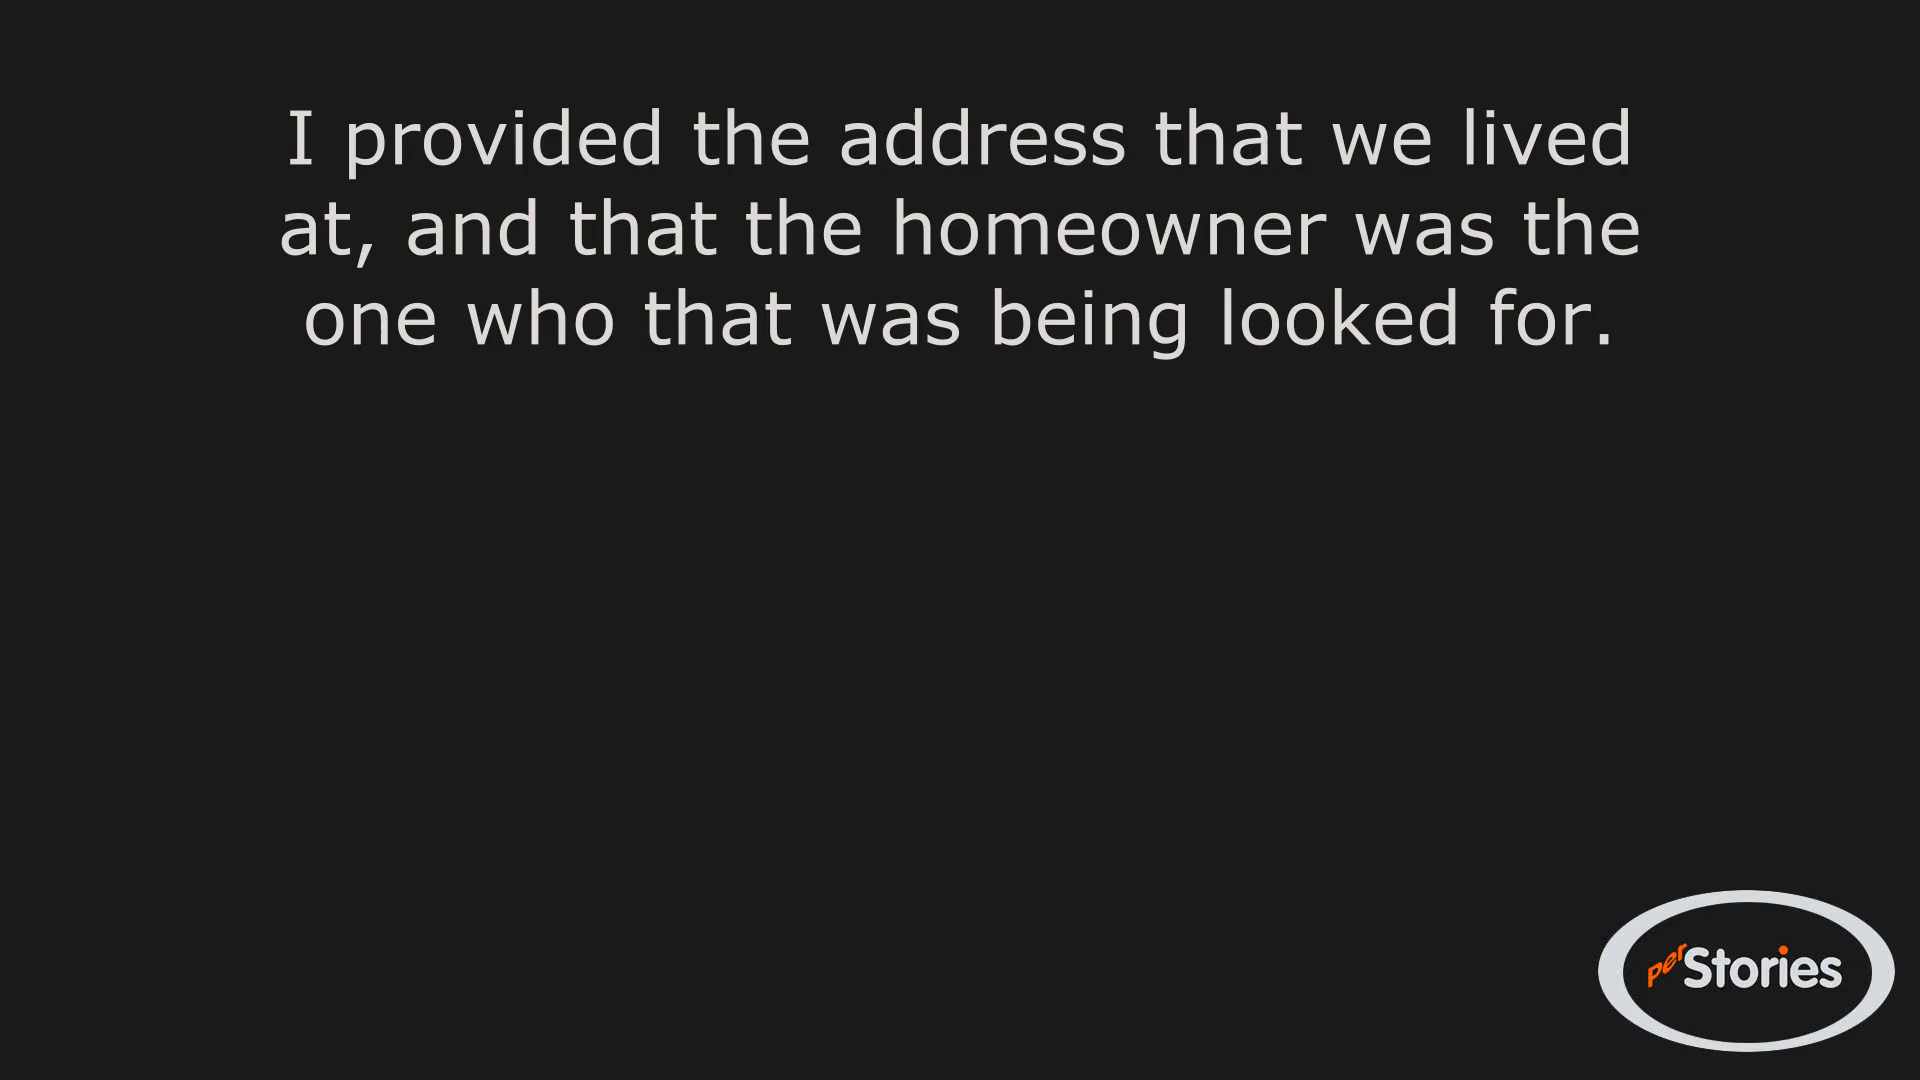 I provided the address that we lived
at, and that the homeowner was the
one who that was being looked for.
perStories